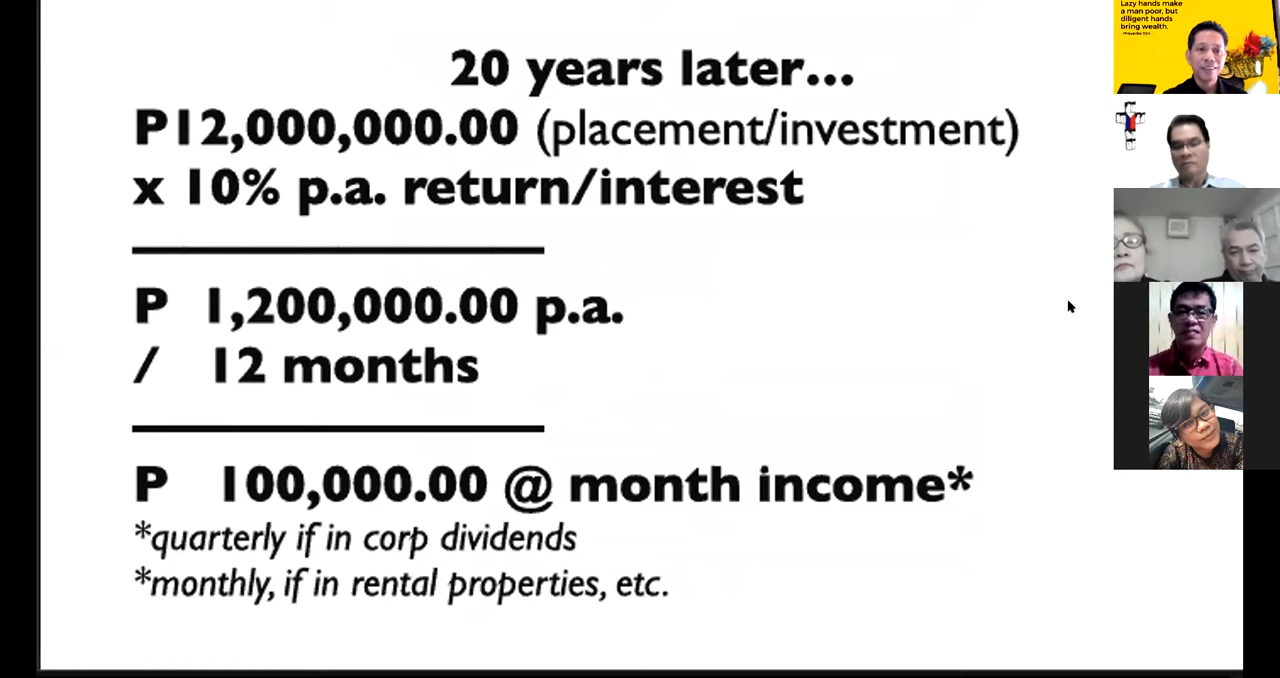 20 years later...
P12,000,000.00 (placement/investment)
x 10% p.a. return/interest
P 1,200,000.00 p.a.
/ 12 months
P 100,000.00 @ month income*
*quarterly if in corp dividends
*monthly, if in rental properties, etc.
Lazy hands make
a man poor, but
diligent hands
bring wealth.